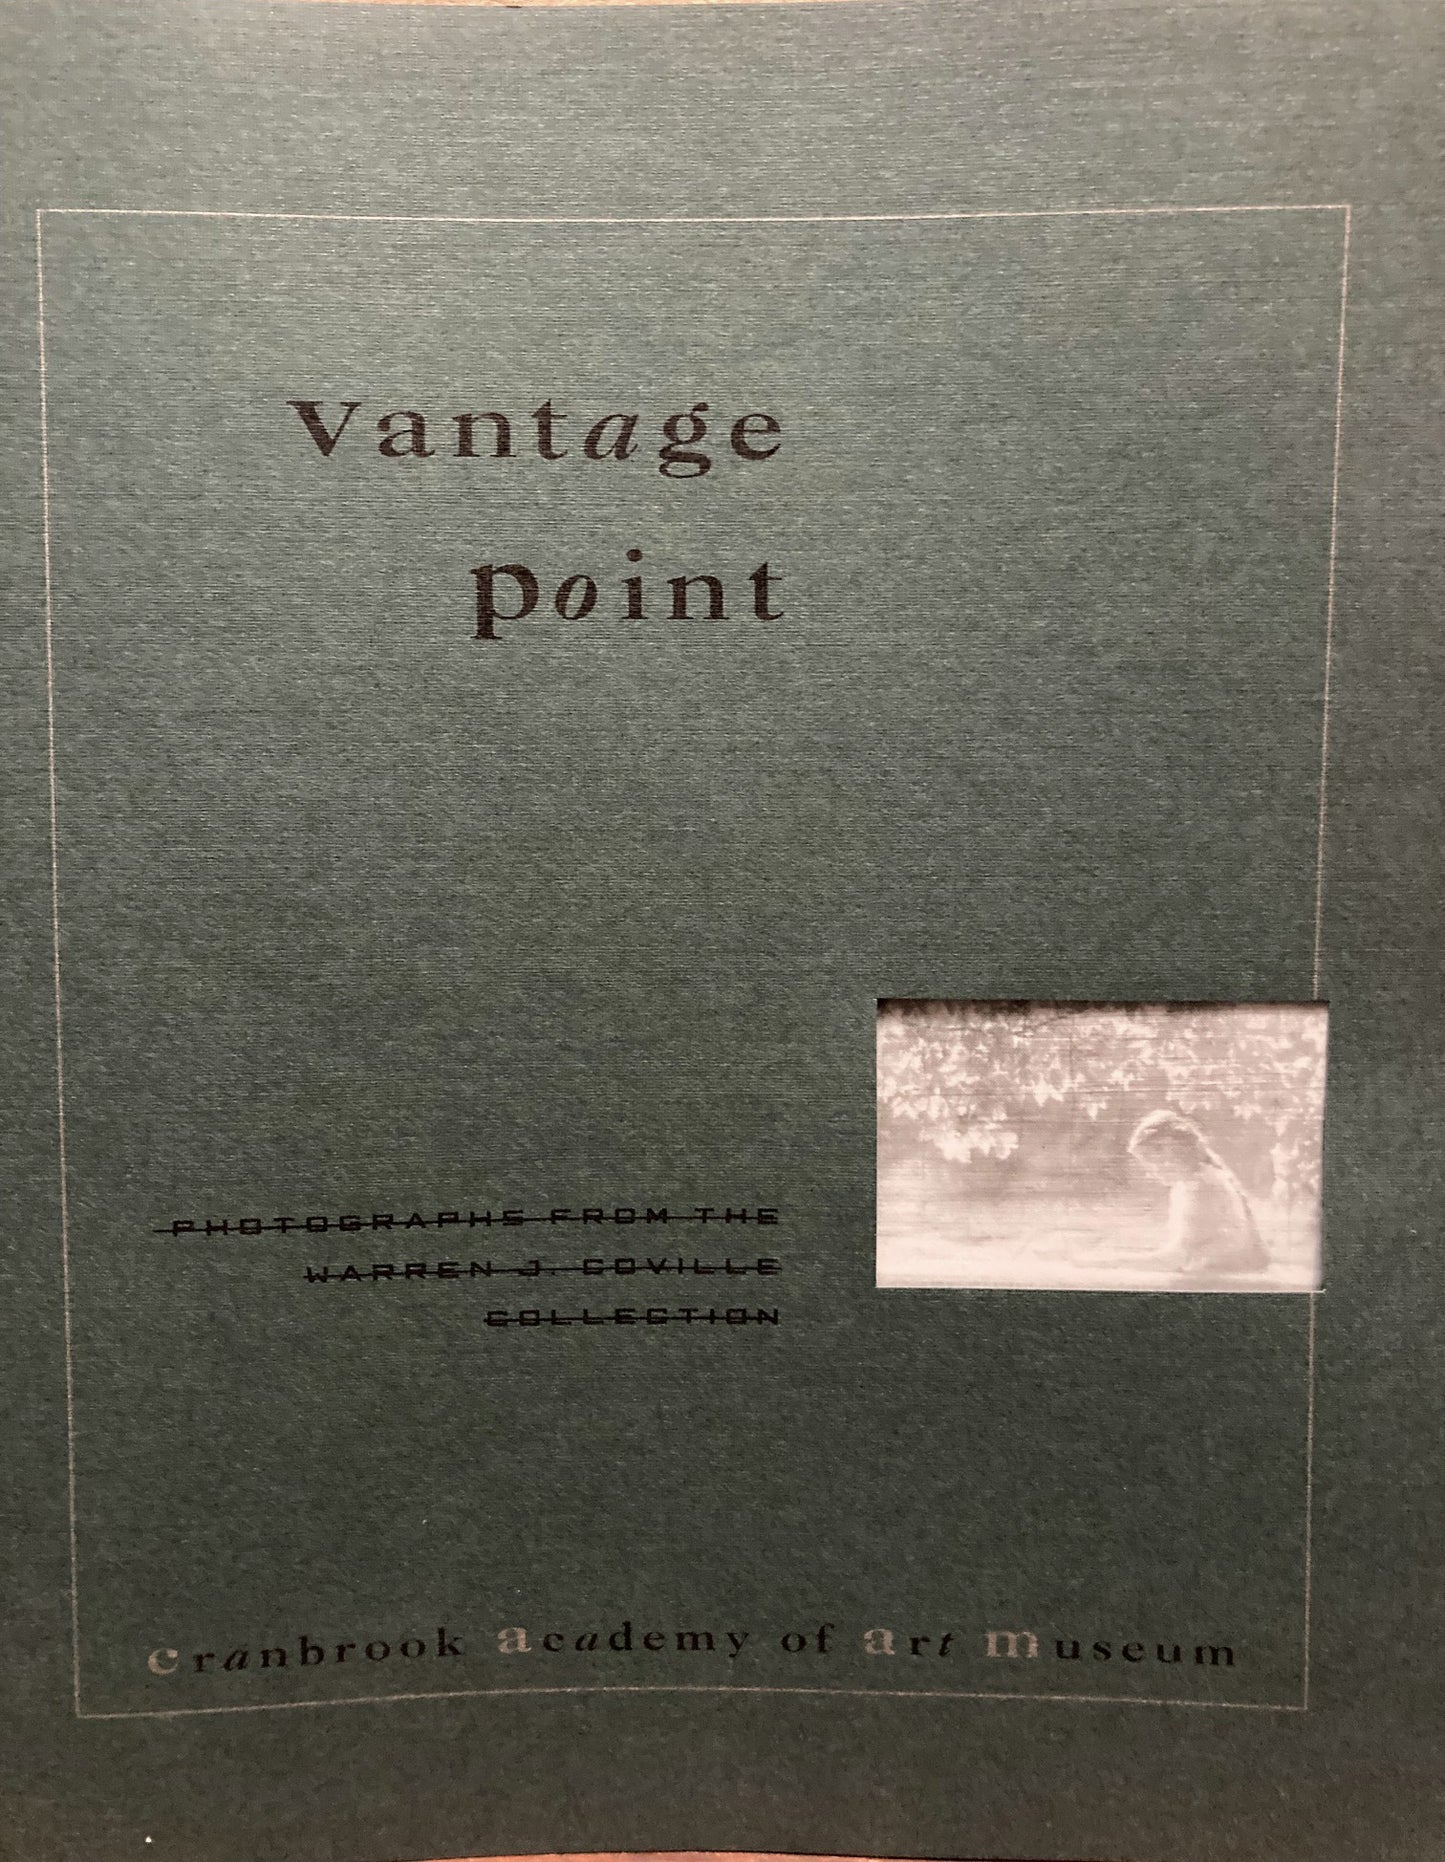 vantage
point
PHOTOGRAPHS FROM THE
WARREN J. COVILLE
COLLECTION
cranbrook academy of art museum